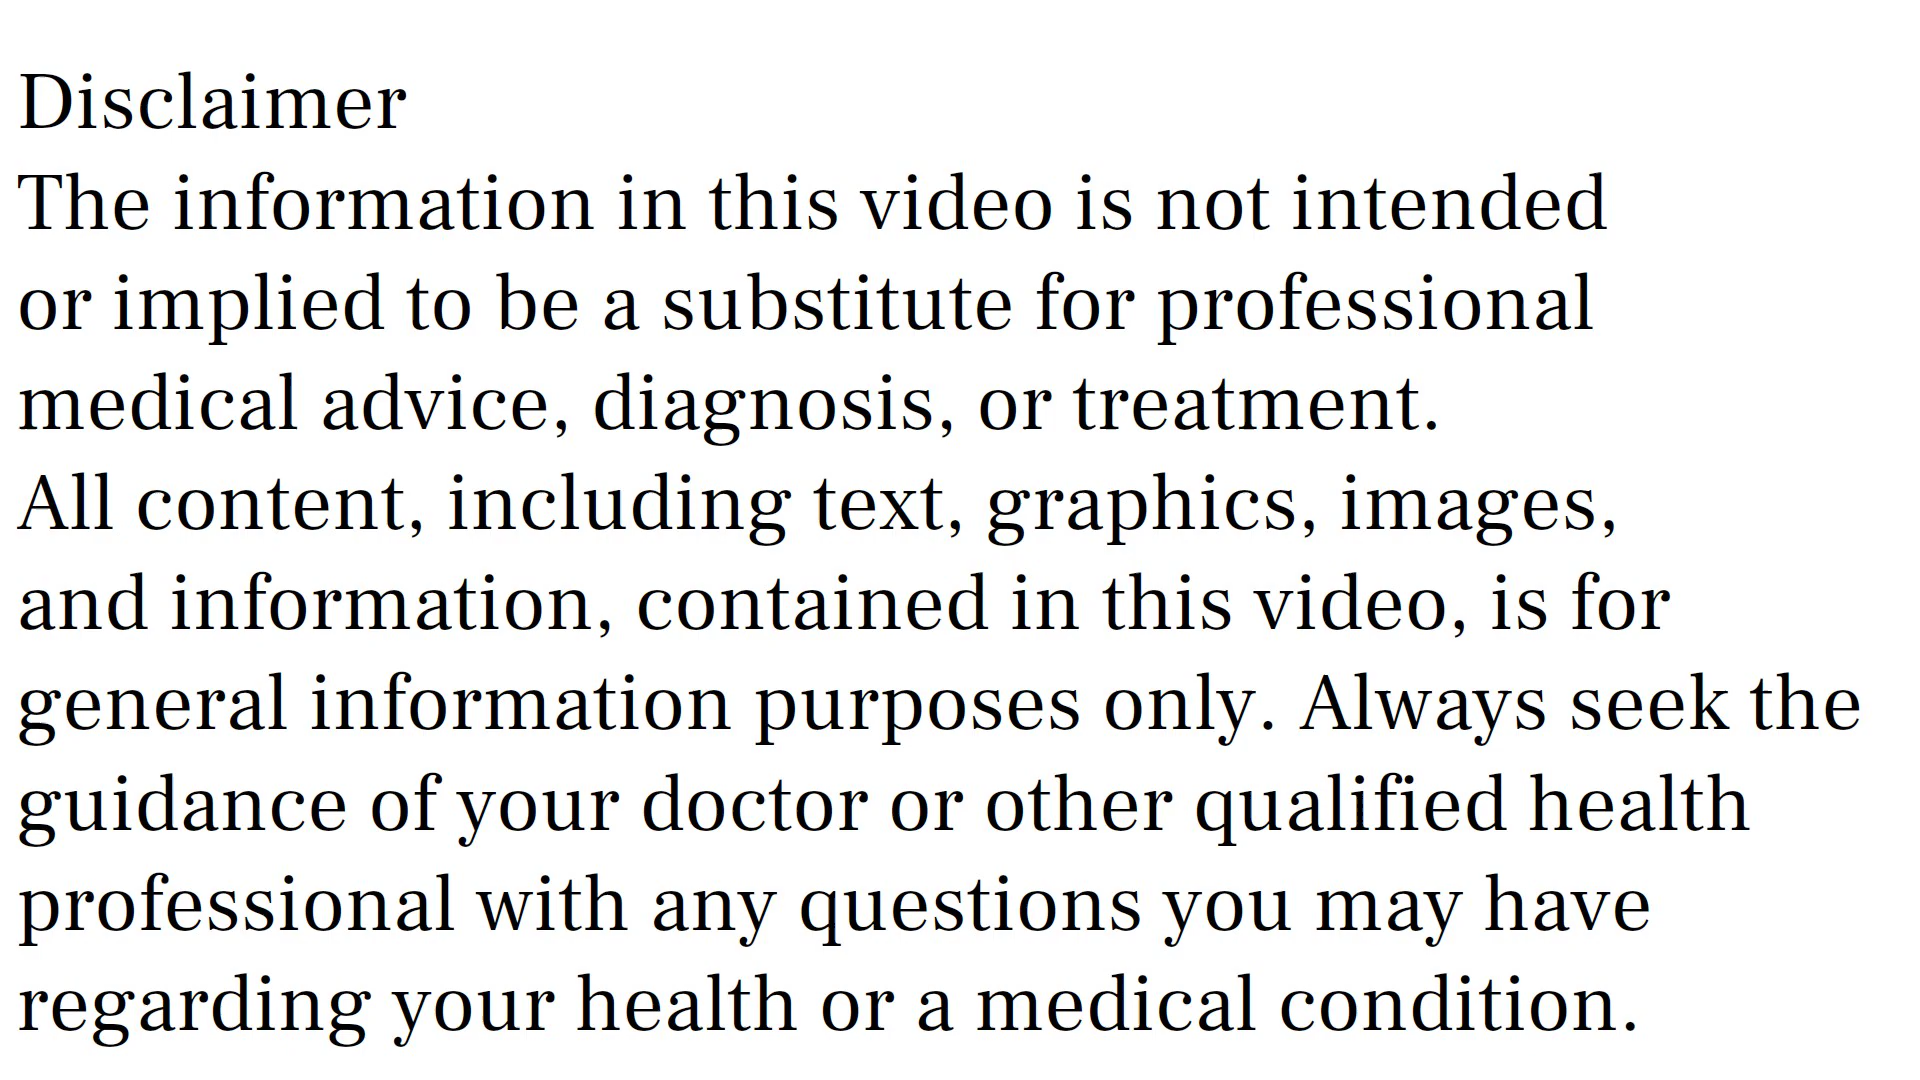 Disclaimer
The information in this video is not intended
or implied to be a substitute for professional
medical advice, diagnosis, or treatment.
All content, including text, graphics, images,
and information, contained in this video, is for
general information purposes only. Always seek the
guidance of your doctor or other qualified health
professional with any questions you may have
regarding your health or a medical condition.